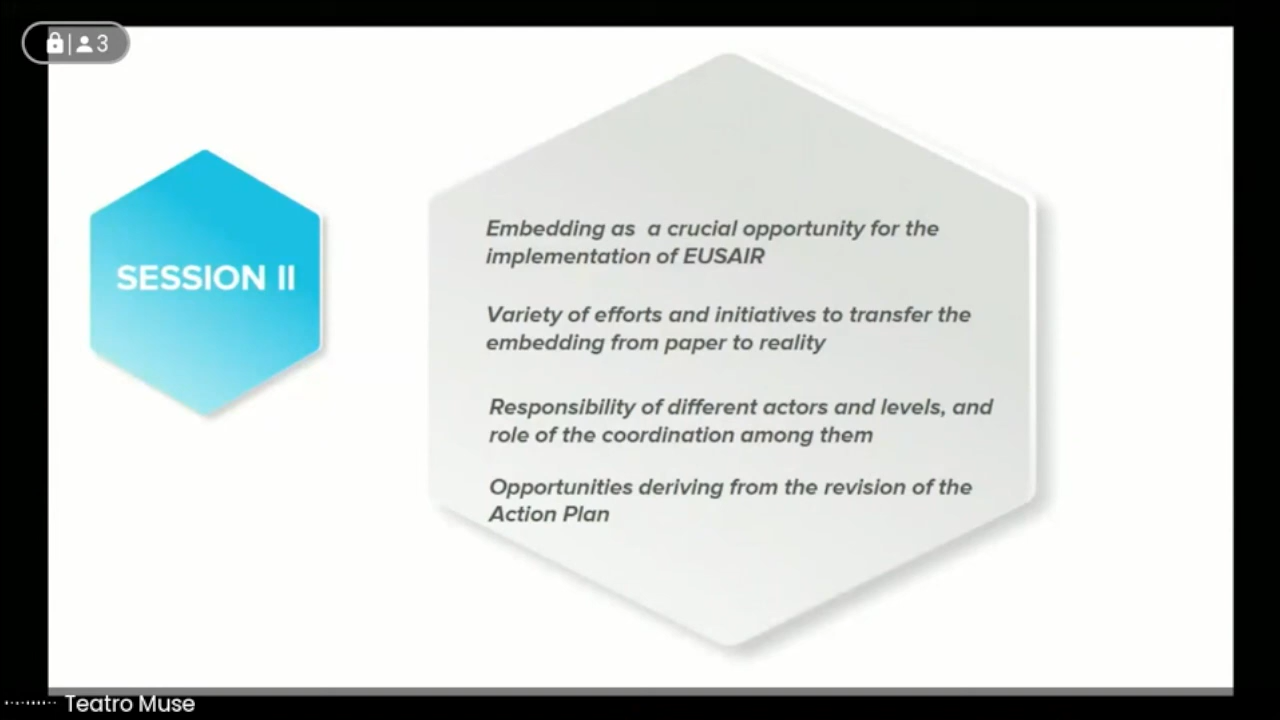 3
SESSION II
Embedding as a crucial opportunity for the
implementation of EUSAIR
Variety of efforts and initiatives to transfer the
embedding from paper to reality
Responsibility of different actors and levels, and
role of the coordination among them
Opportunities deriving from the revision of the
Action Plan
Teatro Muse